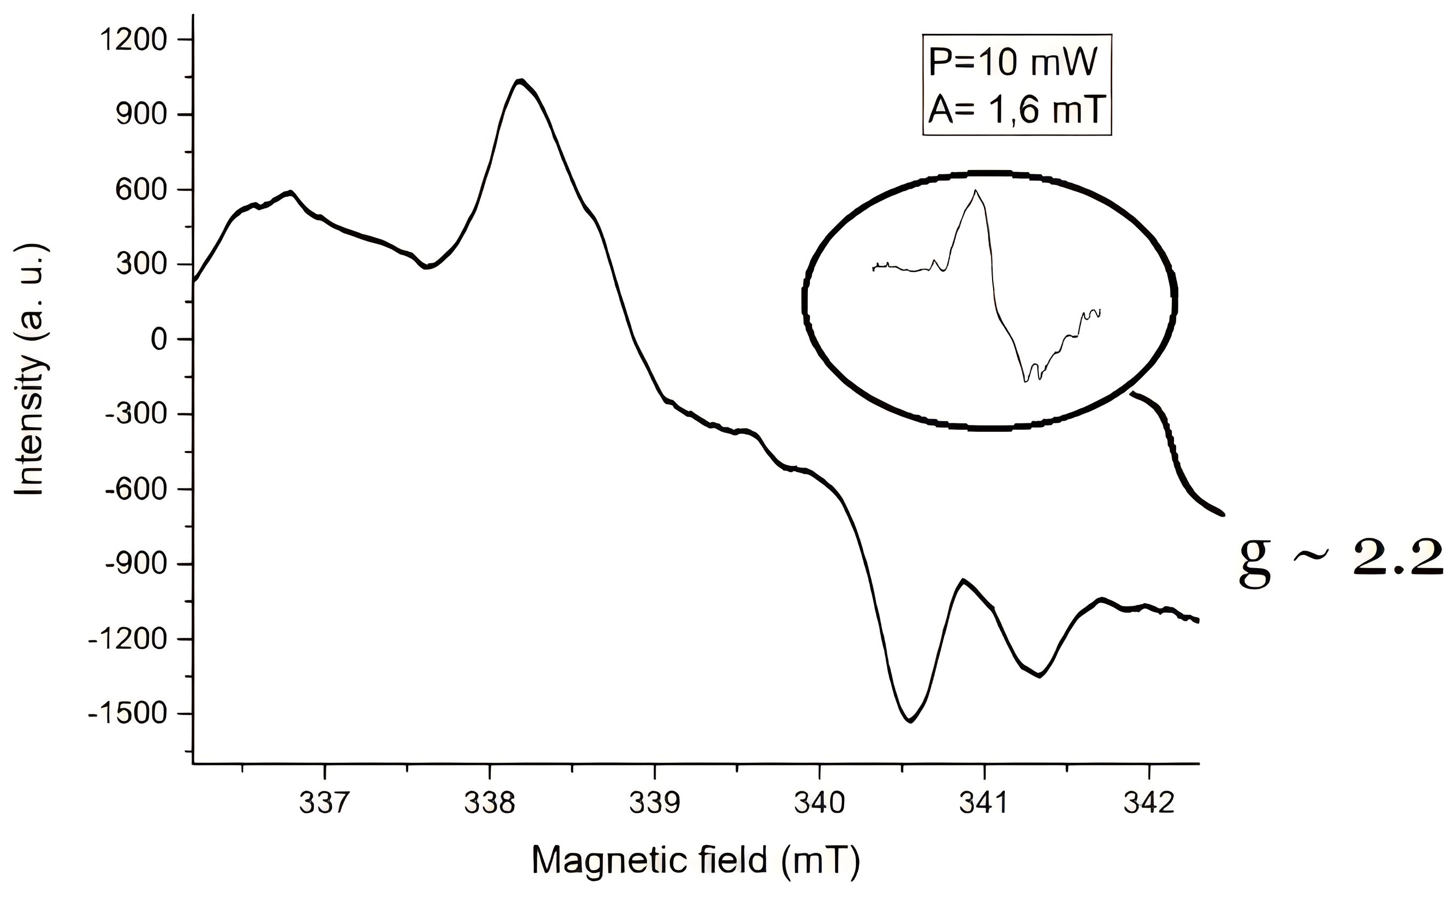 1200
900
600
300
0
-300
-600
-900
-1200
-1500
Intensity (a. u.)
P=10 mW
A= 1,6 mT
g ~ 2.2
337 338 339 340 341 342
Magnetic field (mT)